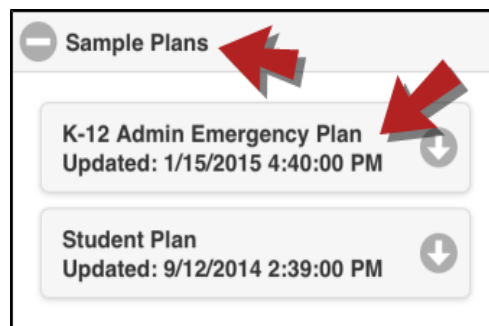 Sample Plans
K-12 Admin Emergency Plan
Updated: 1/15/2015 4:40:00 PM
Student Plan
Updated: 9/12/2014 2:39:00 PM